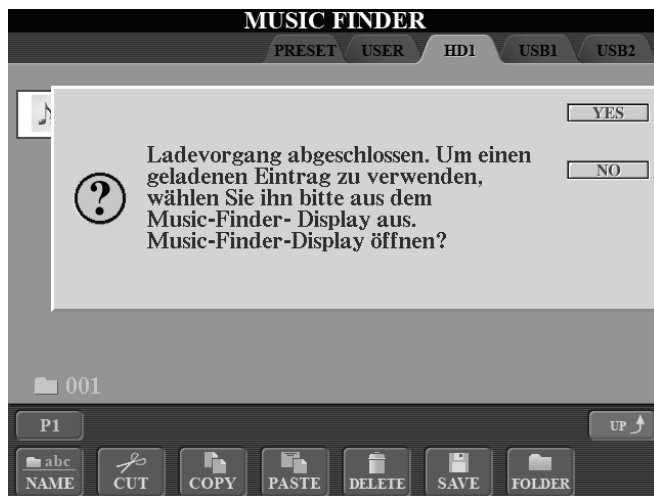 MUSIC FINDER
PRESET USER HD1 USB1 USB2
YES
Ladevorgang abgeschlossen. Um einen
NO
geladenen Eintrag zu verwenden,
wählen Sie ihn bitte aus dem
Music-Finder- Display aus.
Music-Finder-Display öffnen?
001
P1 UP
abc
NAME CUT COPY PASTE DELETE SAVE FOLDER